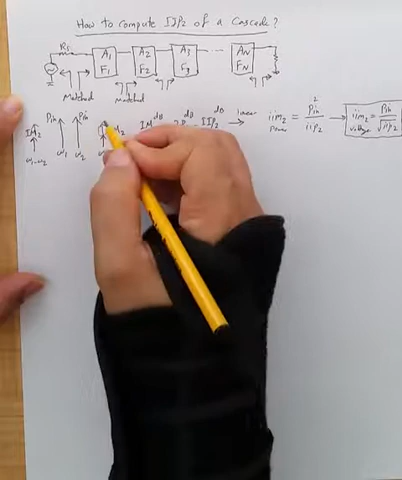 How to compute IIP2 of a Cascade?
Rs A1 A2 A3 ... AN
F1 F2 F3 FN
Matched Matched
IM2 Pin Pin IM dB dB IIP2 dB → linear iim2 = Pin² / iip2 → iim2 = Pin / √iip2
power voltage
ω1-ω2 ω1 ω2